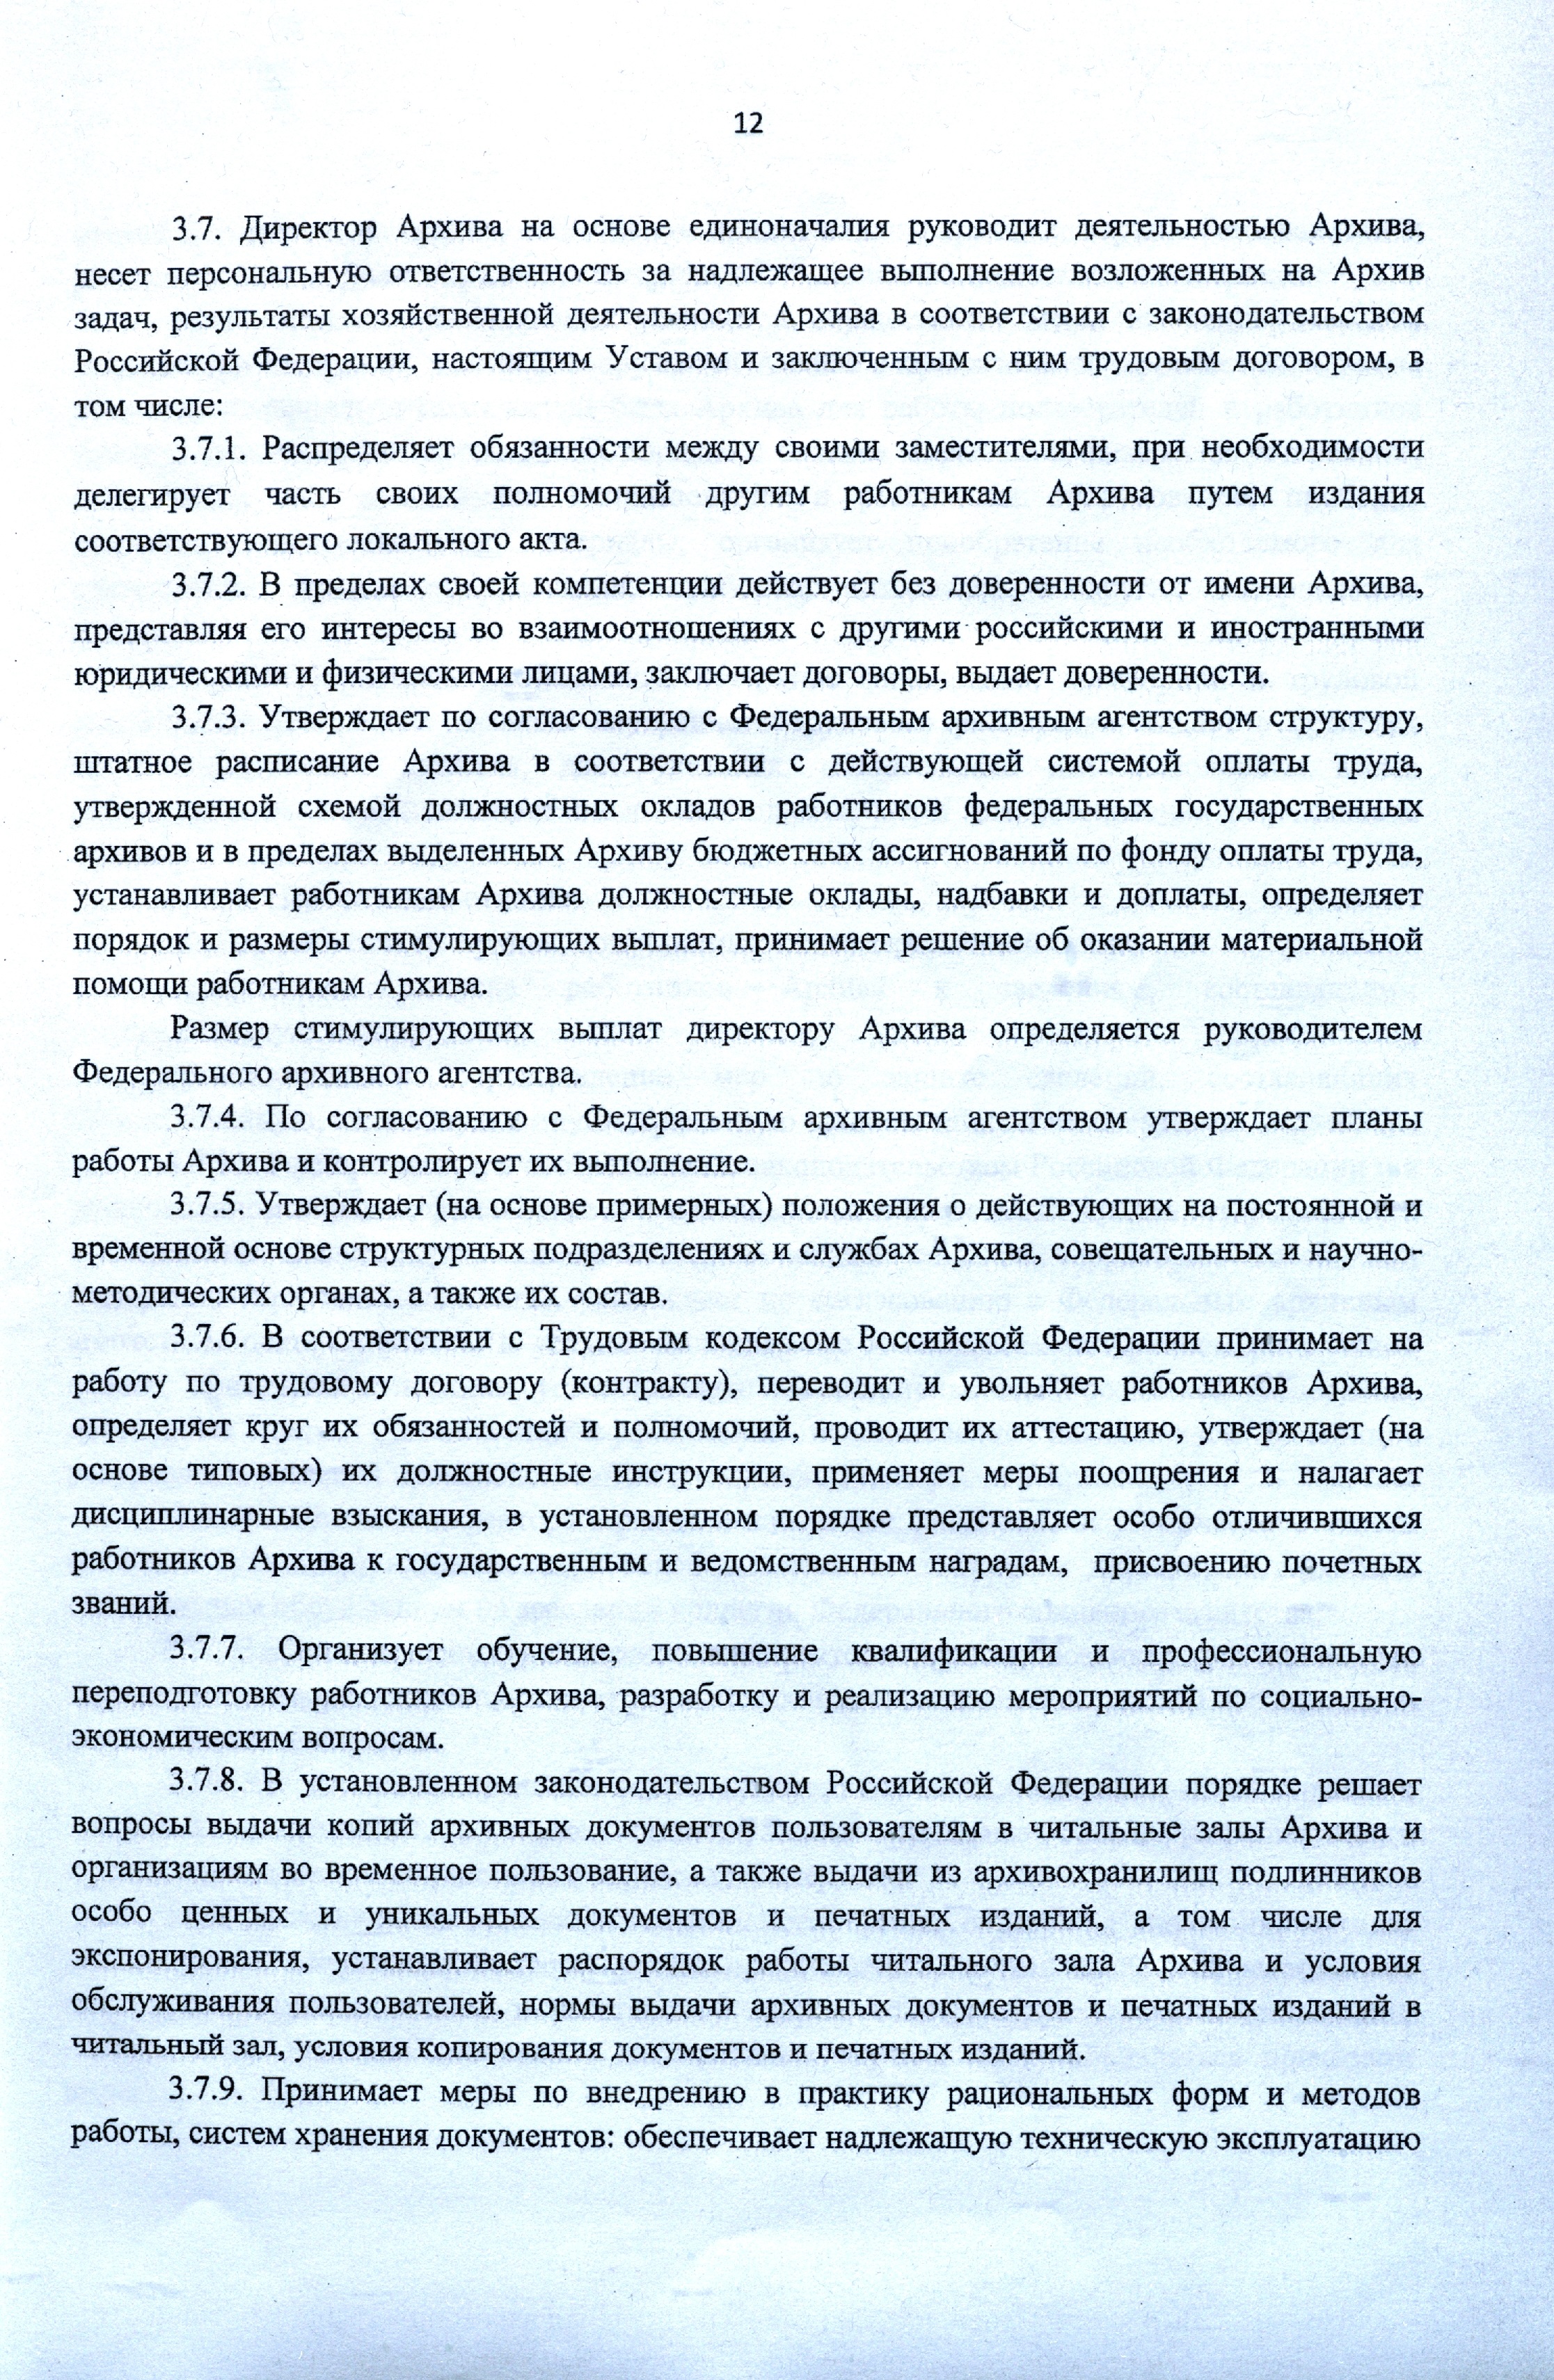 12
3.7. Директор Архива на основе единоначалия руководит деятельностью Архива,
несет персональную ответственность за надлежащее выполнение возложенных на Архив
задач, результаты хозяйственной деятельности Архива в соответствии с законодательством
Российской Федерации, настоящим Уставом и заключенным с ним трудовым договором, в
том числе:
3.7.1. Распределяет обязанности между своими заместителями, при необходимости
делегирует часть своих полномочий другим работникам Архива путем издания
соответствующего локального акта.
3.7.2. В пределах своей компетенции действует без доверенности от имени Архива,
представляя его интересы во взаимоотношениях с другими российскими и иностранными
юридическими и физическими лицами, заключает договоры, выдает доверенности.
3.7.3. Утверждает по согласованию с Федеральным архивным агентством структуру,
штатное расписание Архива в соответствии с действующей системой оплаты труда,
утвержденной схемой должностных окладов работников федеральных государственных
архивов и в пределах выделенных Архиву бюджетных ассигнований по фонду оплаты труда,
устанавливает работникам Архива должностные оклады, надбавки и доплаты, определяет
порядок и размеры стимулирующих выплат, принимает решение об оказании материальной
помощи работникам Архива.
Размер стимулирующих выплат директору Архива определяется руководителем
Федерального архивного агентства.
3.7.4. По согласованию с Федеральным архивным агентством утверждает планы
работы Архива и контролирует их выполнение.
3.7.5. Утверждает (на основе примерных) положения о действующих на постоянной и
временной основе структурных подразделениях и службах Архива, совещательных и научно-
методических органах, а также их состав.
3.7.6. В соответствии с Трудовым кодексом Российской Федерации принимает на
работу по трудовому договору (контракту), переводит и увольняет работников Архива,
определяет круг их обязанностей и полномочий, проводит их аттестацию, утверждает (на
основе типовых) их должностные инструкции, применяет меры поощрения и налагает
дисциплинарные взыскания, в установленном порядке представляет особо отличившихся
работников Архива к государственным и ведомственным наградам, присвоению почетных
званий.
3.7.7. Организует обучение, повышение квалификации и профессиональную
переподготовку работников Архива, разработку и реализацию мероприятий по социально-
экономическим вопросам.
3.7.8. В установленном законодательством Российской Федерации порядке решает
вопросы выдачи копий архивных документов пользователям в читальные залы Архива и
организациям во временное пользование, а также выдачи из архивохранилищ подлинников
особо ценных и уникальных документов и печатных изданий, а том числе для
экспонирования, устанавливает распорядок работы читального зала Архива и условия
обслуживания пользователей, нормы выдачи архивных документов и печатных изданий в
читальный зал, условия копирования документов и печатных изданий.
3.7.9. Принимает меры по внедрению в практику рациональных форм и методов
работы, систем хранения документов: обеспечивает надлежащую техническую эксплуатацию